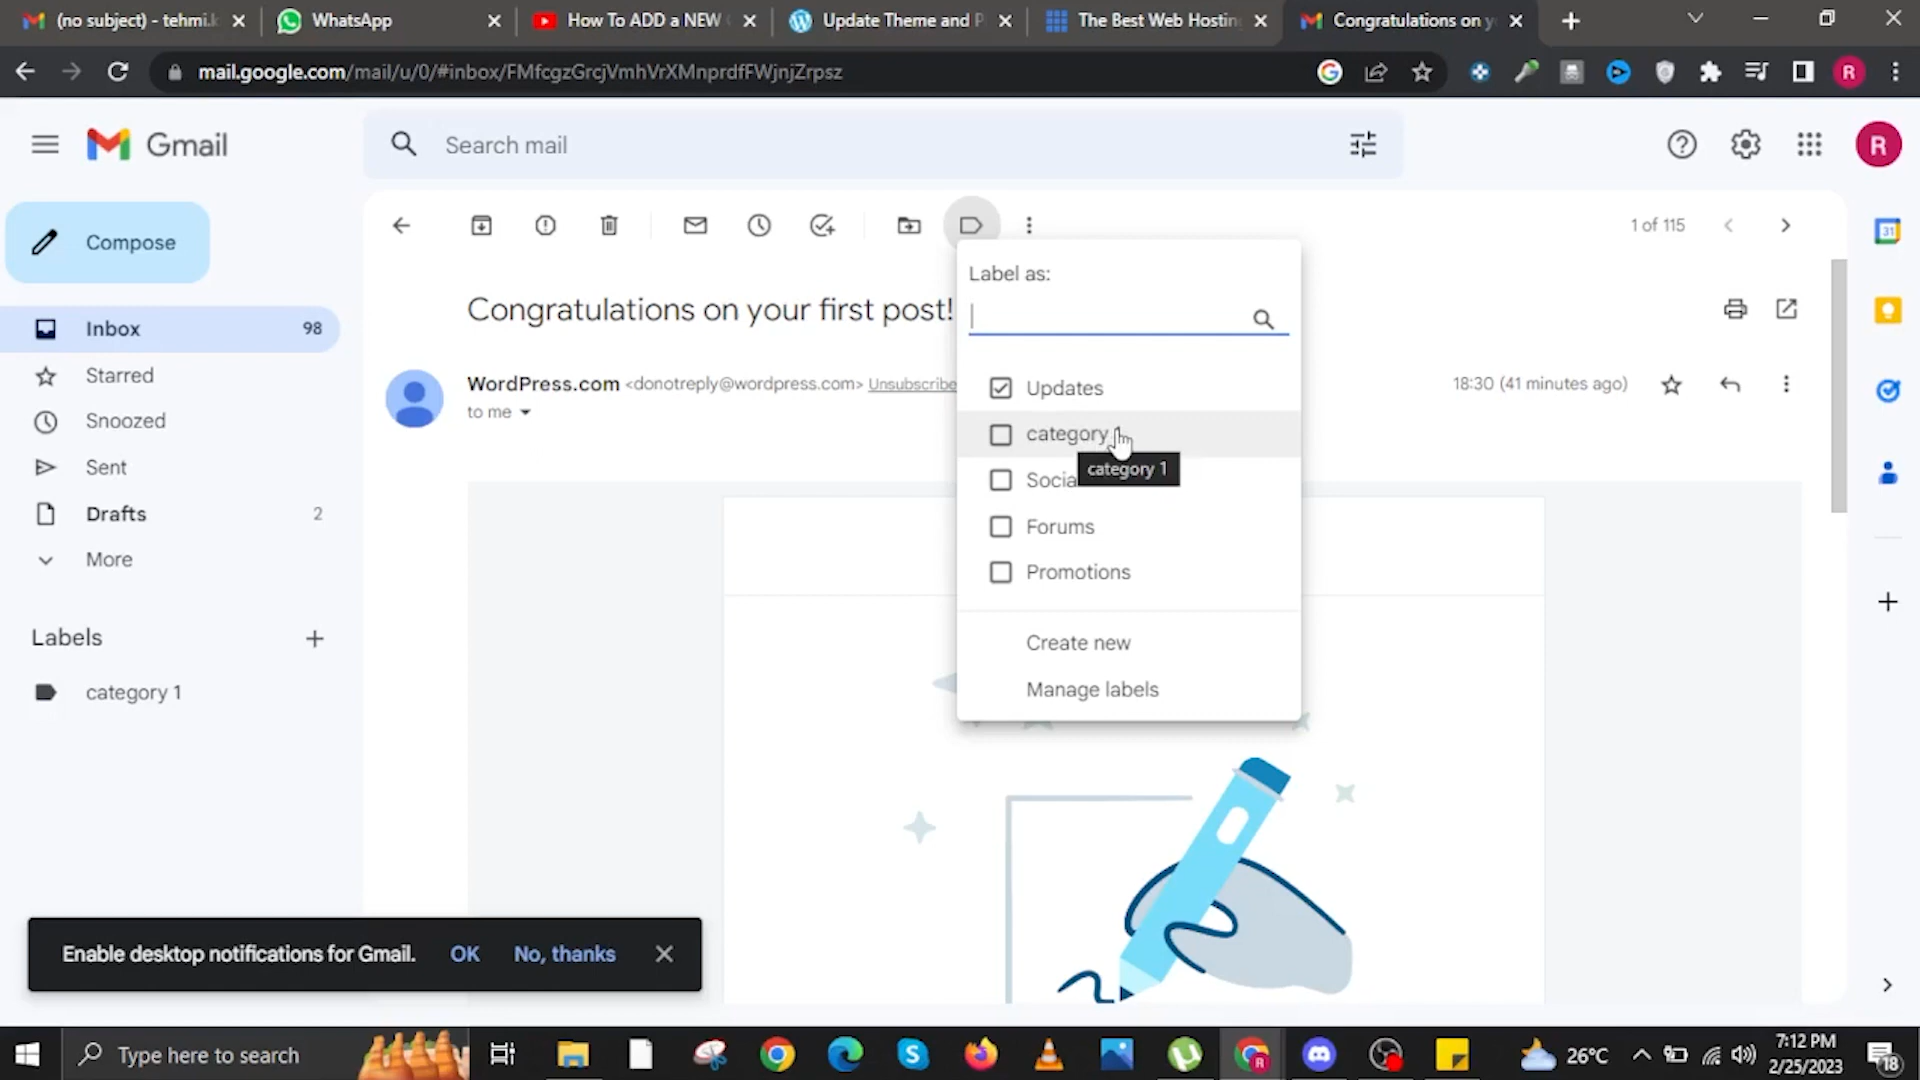 (no subject) - tehmi.k
WhatsApp
How To ADD a NEW
Update Theme and P
The Best Web Hosting
Congratulations on y
mail.google.com/mail/u/0/#inbox/FMfcgzGrcjVmhVrXMnprdfFWjnjZrpsz
R
Gmail
Search mail
R
Compose
1 of 115
31
Label as:
Congratulations on your first post!
Inbox 98
Starred
WordPress.com <donotreply@wordpress.com> Unsubscribe
18:30 (41 minutes ago)
to me
Updates
category 1
category 1
Socia
Forums
Promotions
Snoozed
Sent
Drafts 2
More
Labels
Create new
Manage labels
category 1
Enable desktop notifications for Gmail. OK No, thanks
Type here to search
R
26°C
7:12 PM
2/25/2023
18